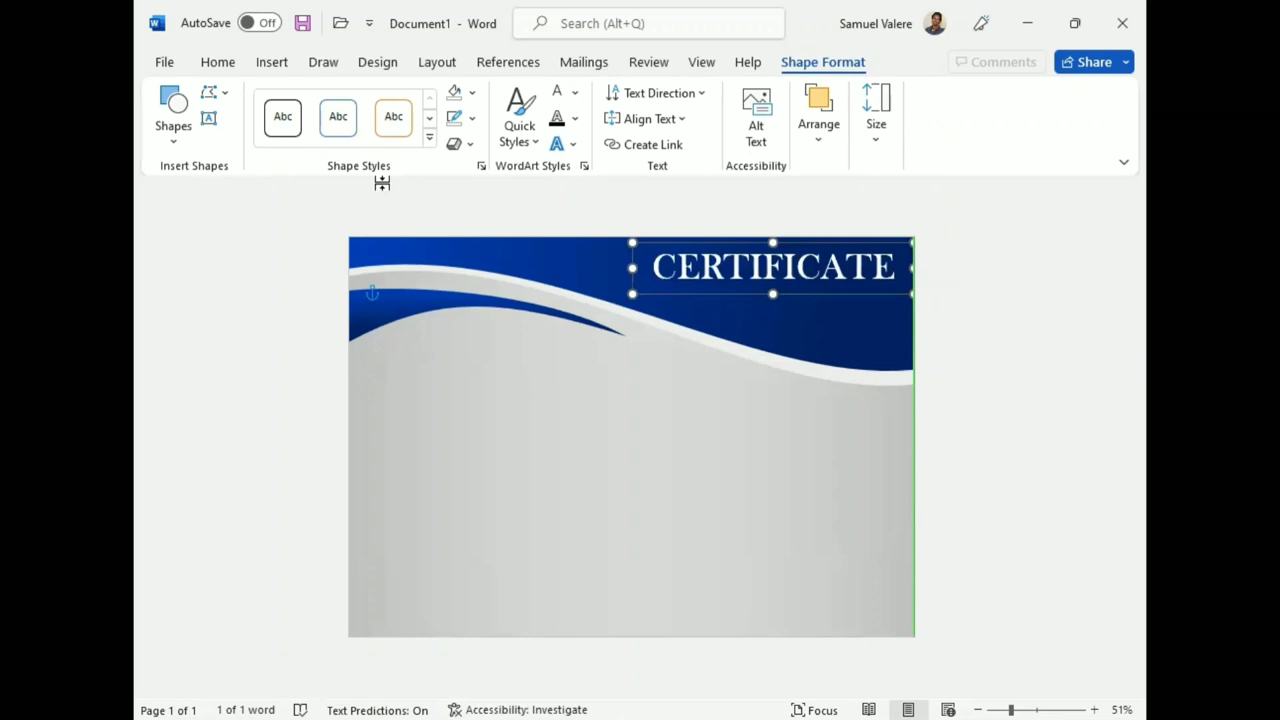 AutoSave Off Document1 - Word Search (Alt+Q) Samuel Valere
File Home Insert Draw Design Layout References Mailings Review View Help Shape Format Comments Share
Shapes
Insert Shapes
Abc Abc Abc
Shape Styles
Quick Styles
A
A
A
WordArt Styles
Text Direction
Align Text
Create Link
Text
Alt Text
Accessibility
Arrange
Size
CERTIFICATE
Page 1 of 1 1 of 1 word Text Predictions: On Accessibility: Investigate Focus 51%